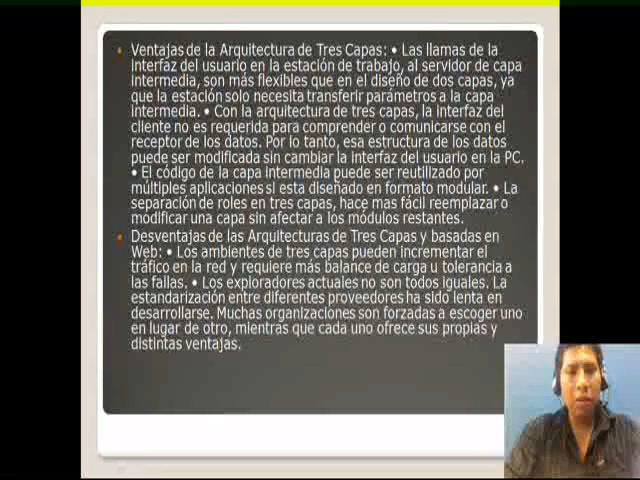 Ventajas de la Arquitectura de Tres Capas: • Las llamas de la
interfaz del usuario en la estación de trabajo, al servidor de capa
intermedia, son más flexibles que en el diseño de dos capas, ya
que la estación solo necesita transferir parámetros a la capa
intermedia. • Con la arquitectura de tres capas, la interfaz del
cliente no es requerida para comprender o comunicarse con el
receptor de los datos. Por lo tanto, esa estructura de los datos
puede ser modificada sin cambiar la interfaz del usuario en la PC.
• El código de la capa intermedia puede ser reutilizado por
múltiples aplicaciones si esta diseñado en formato modular. • La
separación de roles en tres capas, hace mas fácil reemplazar o
modificar una capa sin afectar a los módulos restantes.
Desventajas de las Arquitecturas de Tres Capas y basadas en
Web: • Los ambientes de tres capas pueden incrementar el
tráfico en la red y requiere más balance de carga u tolerancia a
las fallas. • Los exploradores actuales no son todos iguales. La
estandarización entre diferentes proveedores ha sido lenta en
desarrollarse. Muchas organizaciones son forzadas a escoger uno
en lugar de otro, mientras que cada uno ofrece sus propias y
distintas ventajas.